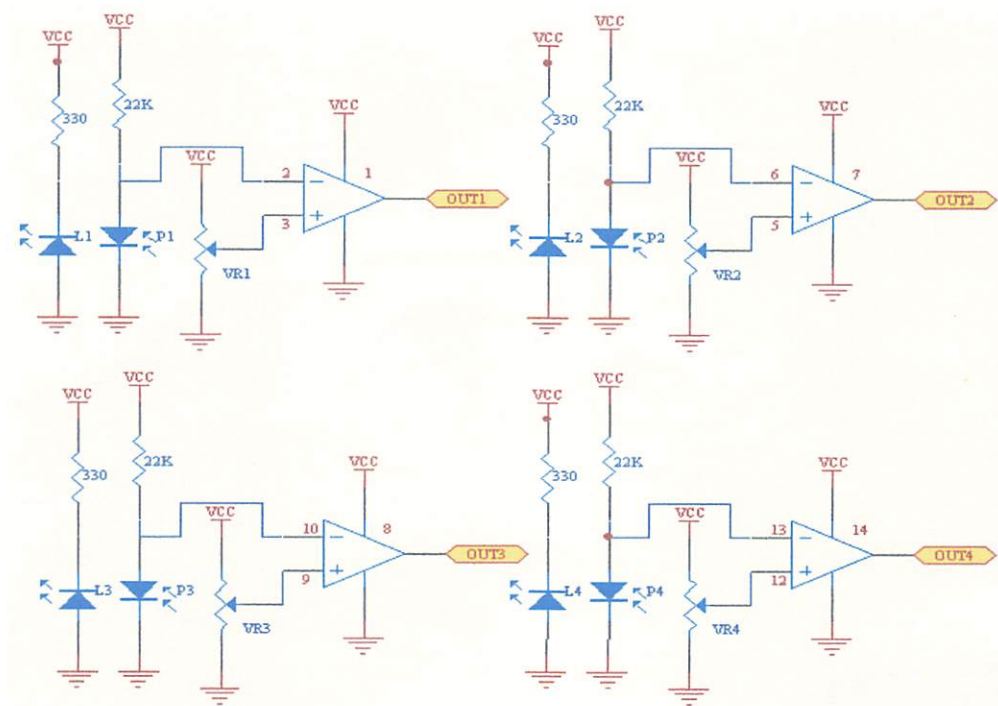 VCC
VCC
330
22K
VCC
VCC
2
1
3
OUT1
L1
P1
VR1
VCC
VCC
330
22K
VCC
VCC
6
7
5
OUT2
L2
P2
VR2
VCC
VCC
330
22K
VCC
VCC
10
8
9
OUT3
L3
P3
VR3
VCC
VCC
330
22K
VCC
VCC
13
14
12
OUT4
L4
P4
VR4